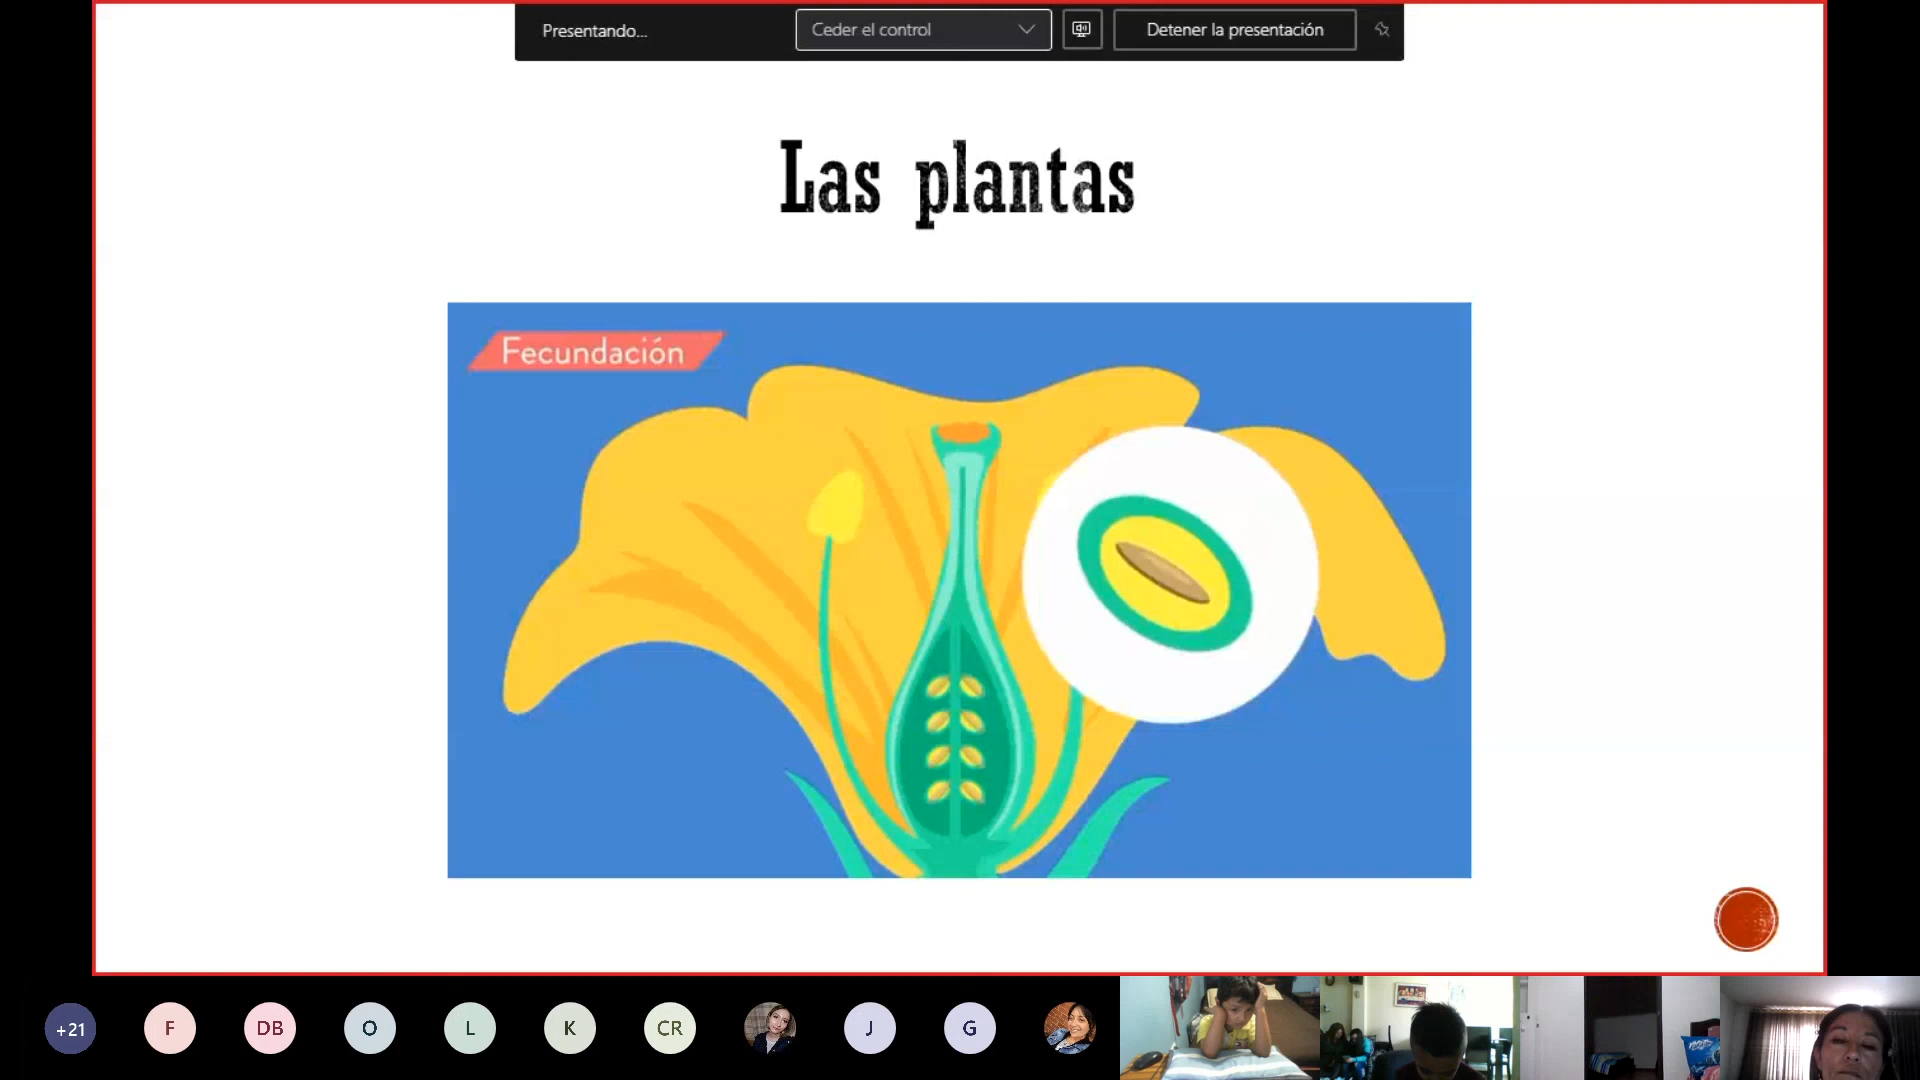 Presentando...
Ceder el control
Detener la presentación
Las plantas
Fecundación
+21
F
DB
O
L
K
CR
J
G